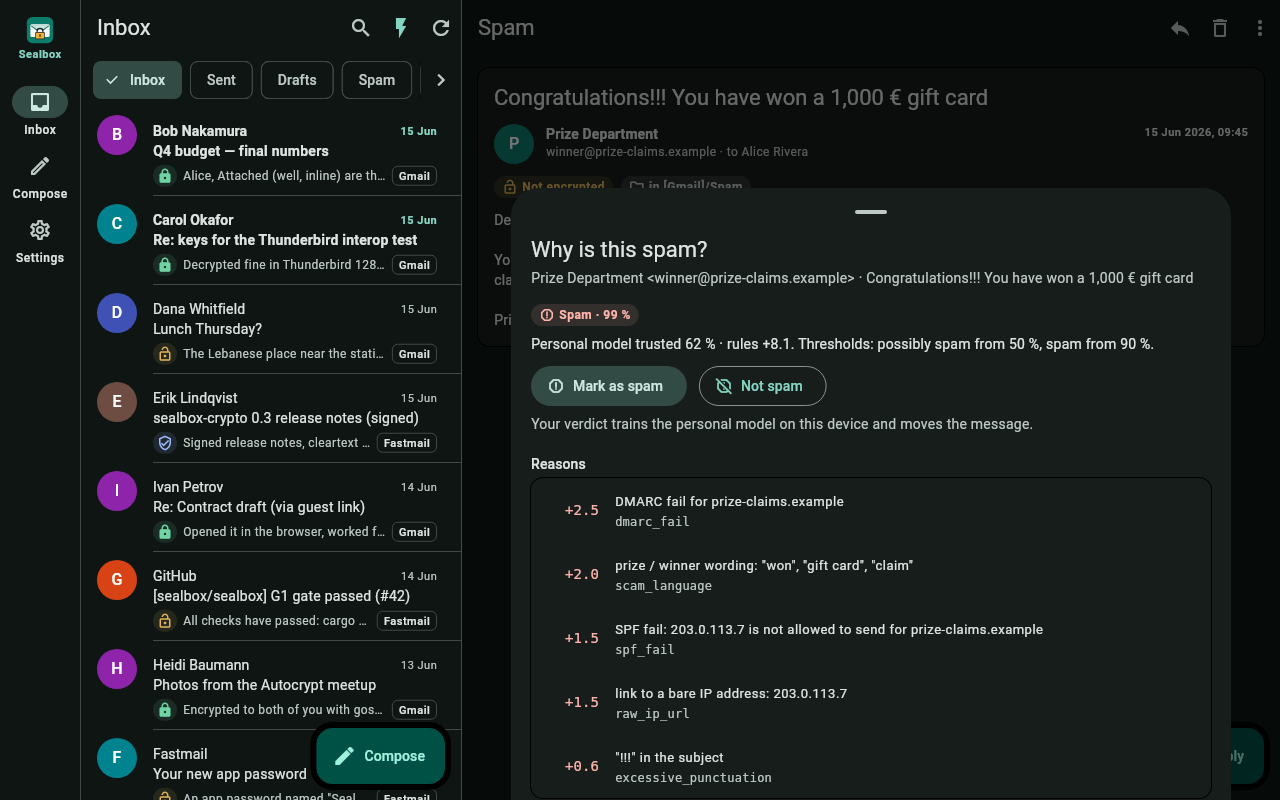 Sealbox
Inbox
Compose
Settings
Inbox
Inbox
Sent
Drafts
Spam
B
Bob Nakamura
15 Jun
Q4 budget — final numbers
Alice, Attached (well, inline) are th…
Gmail
C
Carol Okafor
15 Jun
Re: keys for the Thunderbird interop test
Decrypted fine in Thunderbird 128…
Gmail
D
Dana Whitfield
15 Jun
Lunch Thursday?
The Lebanese place near the stati…
Gmail
E
Erik Lindqvist
15 Jun
sealbox-crypto 0.3 release notes (signed)
Signed release notes, cleartext …
Fastmail
I
Ivan Petrov
14 Jun
Re: Contract draft (via guest link)
Opened it in the browser, worked f…
Gmail
G
GitHub
14 Jun
[sealbox/sealbox] G1 gate passed (#42)
All checks have passed: cargo …
Fastmail
H
Heidi Baumann
13 Jun
Photos from the Autocrypt meetup
Encrypted to both of you with gos…
Gmail
F
Fastmail
Your new app password
An app password named "Seal
Fastmail
Compose
Spam
Congratulations!!! You have won a 1,000 € gift card
P
Prize Department
15 Jun 2026, 09:45
winner@prize-claims.example · to Alice Rivera
Not encrypted
in [Gmail]/Spam
De
Yo
cla
Pri
Why is this spam?
Prize Department <winner@prize-claims.example> · Congratulations!!! You have won a 1,000 € gift card
Spam · 99 %
Personal model trusted 62 % · rules +8.1. Thresholds: possibly spam from 50 %, spam from 90 %.
Mark as spam
Not spam
Your verdict trains the personal model on this device and moves the message.
Reasons
+2.5
DMARC fail for prize-claims.example
dmarc_fail
+2.0
prize / winner wording: "won", "gift card", "claim"
scam_language
+1.5
SPF fail: 203.0.113.7 is not allowed to send for prize-claims.example
spf_fail
+1.5
link to a bare IP address: 203.0.113.7
raw_ip_url
+0.6
"!!!" in the subject
excessive_punctuation
ly